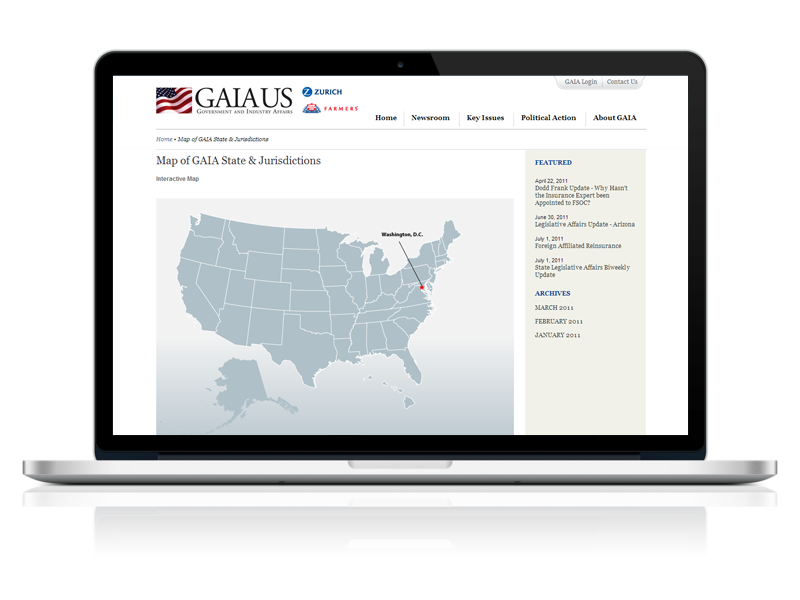 GAIA Login | Contact Us
GAIA US
GOVERNMENT AND INDUSTRY AFFAIRS
ZURICH
FARMERS
Home
Newsroom
Key Issues
Political Action
About GAIA
Home • Map of GAIA State & Jurisdictions
Map of GAIA State & Jurisdictions
Interactive Map
Washington, D.C.
FEATURED
April 22, 2011
Dodd Frank Update - Why Hasn't
the Insurance Expert been
Appointed to FSOC?
June 30, 2011
Legislative Affairs Update - Arizona
July 1, 2011
Foreign Affiliated Reinsurance
July 1, 2011
State Legislative Affairs Biweekly
Update
ARCHIVES
MARCH 2011
FEBRUARY 2011
JANUARY 2011